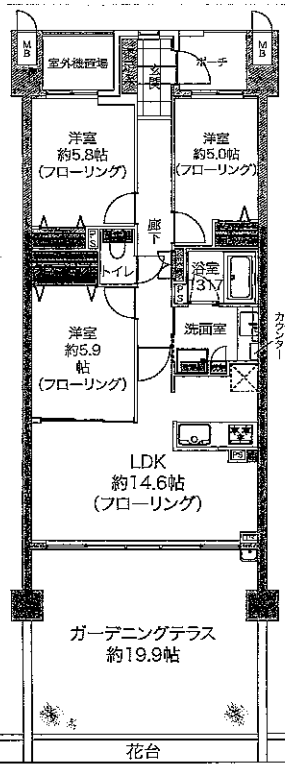 MB
室外機置場
玄関
ポーチ
MB
洋室
約5.8帖
(フローリング)
洋室
約5.0帖
(フローリング)
廊下
PS
トイレ
浴室
1317
PS
洋室
約5.9
帖
(フローリング)
洗面室
カウンター
PS
LDK
約14.6帖
(フローリング)
ガーデニングテラス
約19.9帖
花台